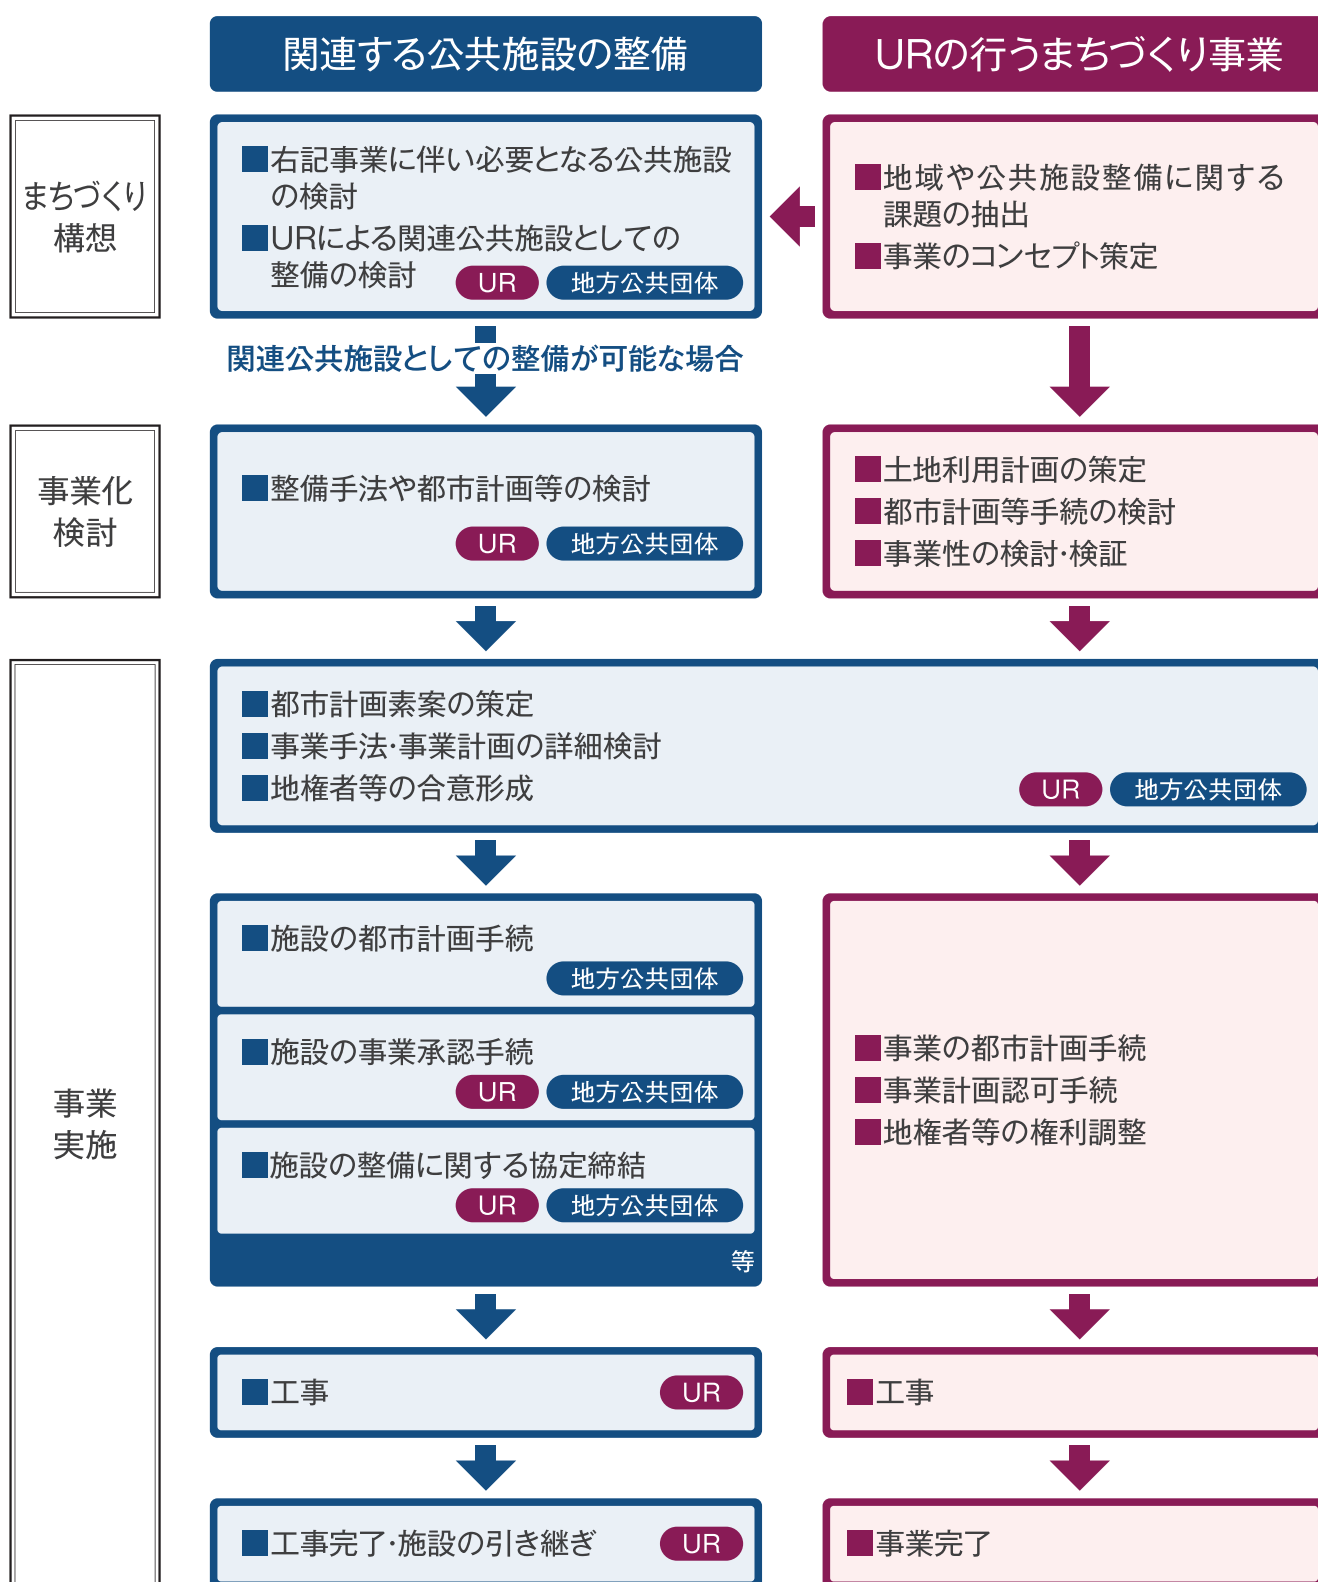 関連する公共施設の整備
URの行うまちづくり事業
まちづくり
構想
■右記事業に伴い必要となる公共施設
の検討
■URによる関連公共施設としての
整備の検討
UR 地方公共団体
■地域や公共施設整備に関する
課題の抽出
■事業のコンセプト策定
関連公共施設としての整備が可能な場合
事業化
検討
■整備手法や都市計画等の検討
UR 地方公共団体
■土地利用計画の策定
■都市計画等手続の検討
■事業性の検討・検証
事業
実施
■都市計画素案の策定
■事業手法・事業計画の詳細検討
■地権者等の合意形成
UR 地方公共団体
■施設の都市計画手続
地方公共団体
■施設の事業承認手続
UR 地方公共団体
■施設の整備に関する協定締結
UR 地方公共団体
等
■事業の都市計画手続
■事業計画認可手続
■地権者等の権利調整
■工事 UR
■工事
■工事完了・施設の引き継ぎ UR
■事業完了